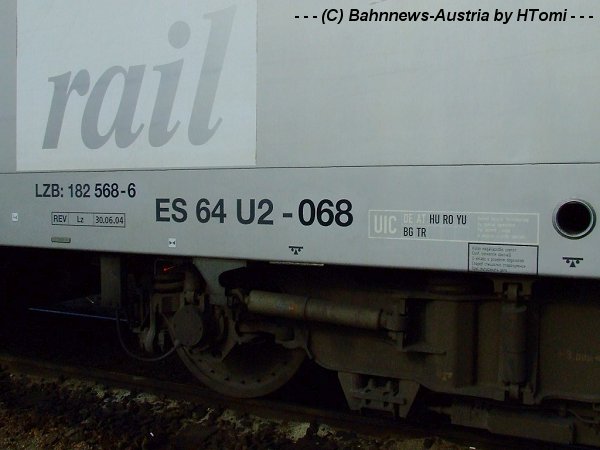 - - - (C) Bahnnews-Austria by HTomi - - -
rail
LZB: 182 568-6
REV Lz 30.06.04
ES 64 U2 - 068
UIC DE AT HU RO YU
BG TR